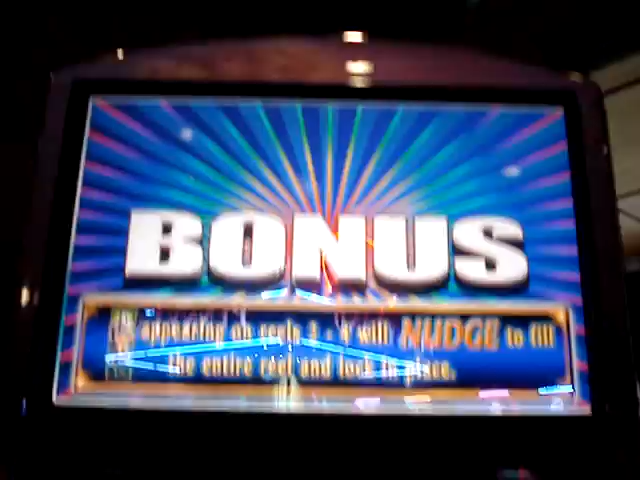 BONUS
appearing on reels 2 - 4 will NUDGE to fill
the entire reel and lock in place.